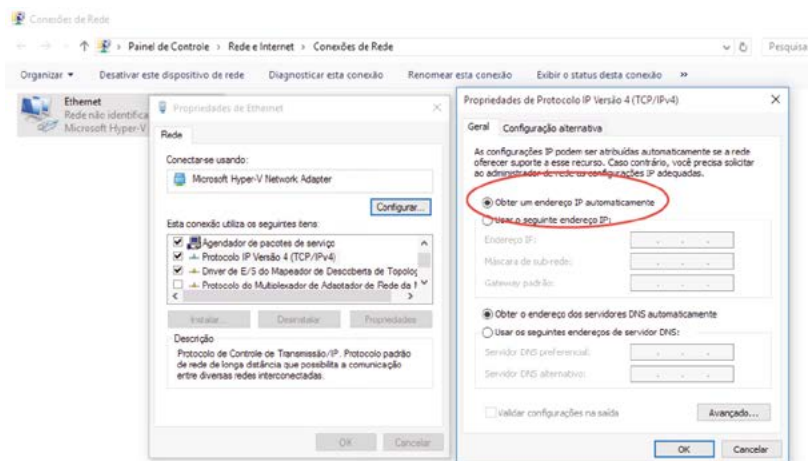 Conexões de Rede
Painel de Controle › Rede e Internet › Conexões de Rede
Pesquisa
Organizar
Desativar este dispositivo de rede
Diagnosticar esta conexão
Renomear esta conexão
Exibir o status desta conexão
»
Ethernet
Rede não identifica
Microsoft Hyper-V
Propriedades de Ethernet
Rede
Conectar-se usando:
Microsoft Hyper-V Network Adapter
Configurar...
Esta conexão utiliza os seguintes itens:
Agendador de pacotes de serviço
Protocolo IP Versão 4 (TCP/IPv4)
Driver de E/S do Mapeador de Descoberta de Topolog
Protocolo do Multiplexador de Adaptador de Rede da M
Instalar...
Desinstalar
Propriedades
Descrição
Protocolo de Controle de Transmissão/IP. Protocolo padrão
de rede de longa distância que possibilita a comunicação
entre diversas redes interconectadas.
OK
Cancelar
Propriedades de Protocolo IP Versão 4 (TCP/IPv4)
Geral
Configuração alternativa
As configurações IP podem ser atribuídas automaticamente se a rede
oferecer suporte a esse recurso. Caso contrário, você precisa solicitar
ao administrador de rede as configurações IP adequadas.
Obter um endereço IP automaticamente
Usar o seguinte endereço IP:
Endereço IP:
Máscara de sub-rede:
Gateway padrão:
Obter o endereço dos servidores DNS automaticamente
Usar os seguintes endereços de servidor DNS:
Servidor DNS preferencial:
Servidor DNS alternativo:
Validar configurações na saída
Avançado...
OK
Cancelar